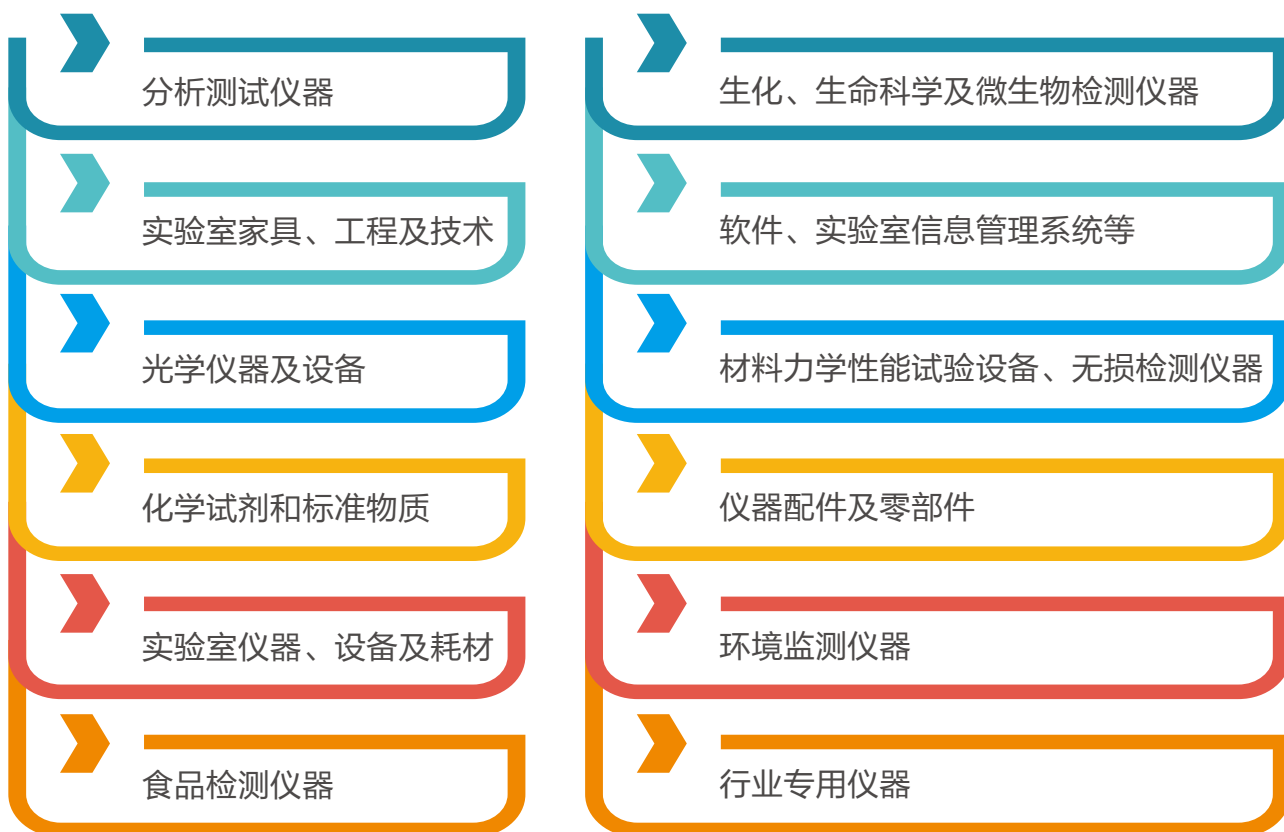 分析测试仪器
生化、生命科学及微生物检测仪器
实验室家具、工程及技术
软件、实验室信息管理系统等
光学仪器及设备
材料力学性能试验设备、无损检测仪器
化学试剂和标准物质
仪器配件及零部件
实验室仪器、设备及耗材
环境监测仪器
食品检测仪器
行业专用仪器